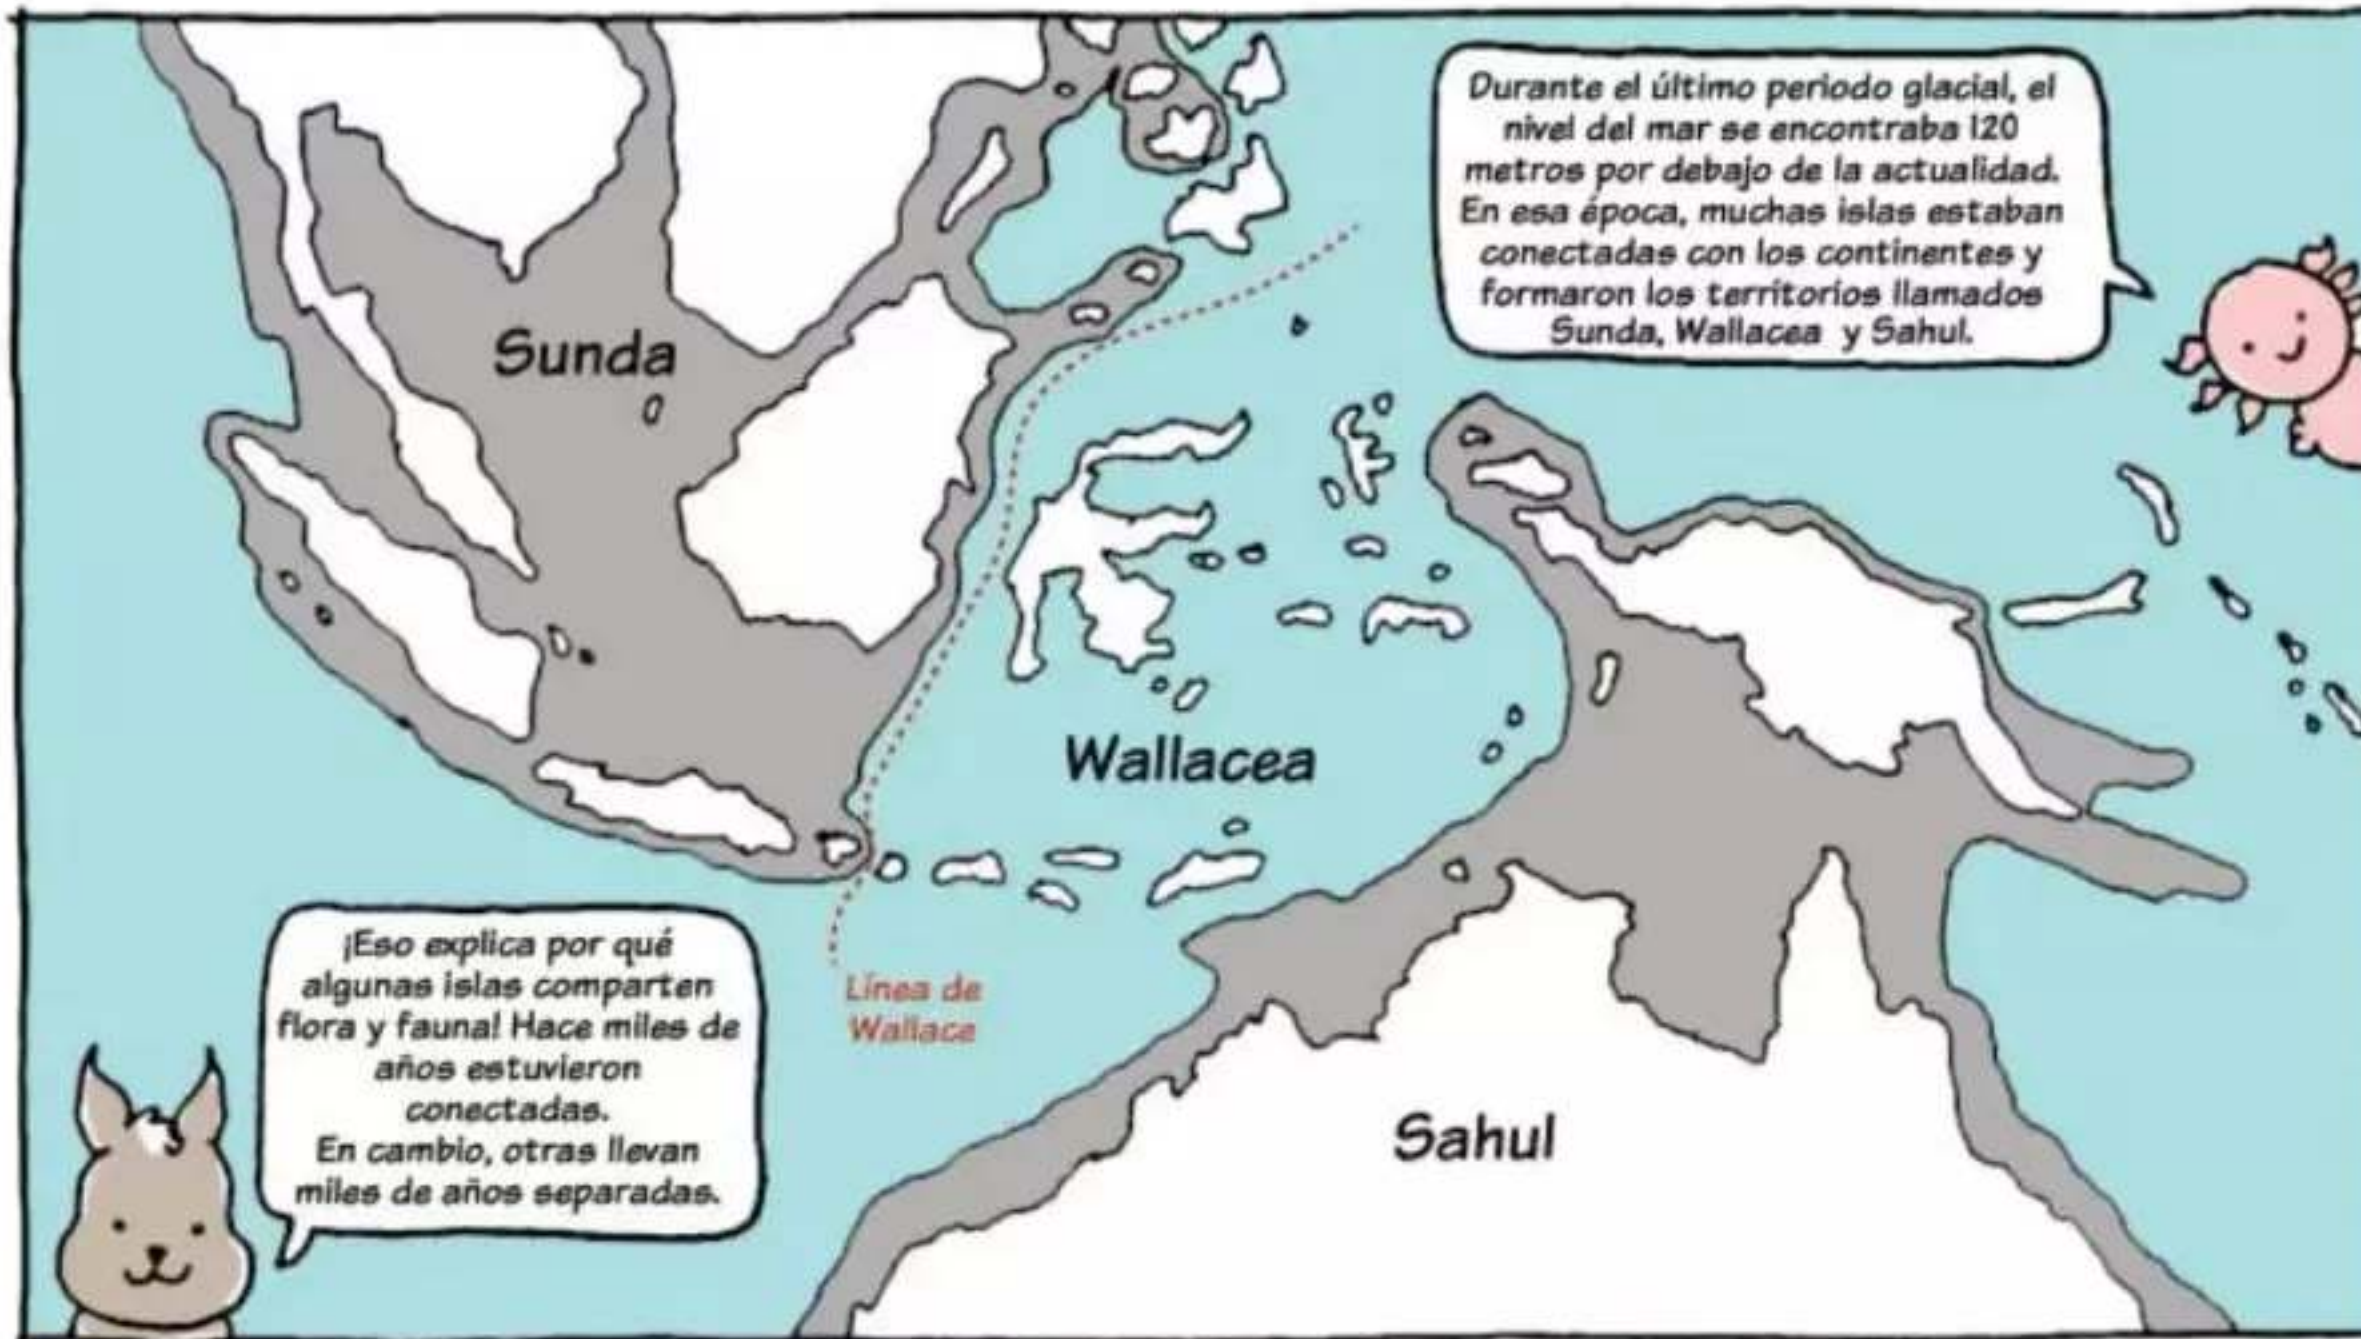 Durante el último periodo glacial, el
nivel del mar se encontraba 120
metros por debajo de la actualidad.
En esa época, muchas islas estaban
conectadas con los continentes y
formaron los territorios llamados
Sunda, Wallacea y Sahul.
Sunda
Wallacea
¡Eso explica por qué
algunas islas comparten
flora y fauna! Hace miles de
años estuvieron
conectadas.
En cambio, otras llevan
miles de años separadas.
Línea de
Wallace
Sahul